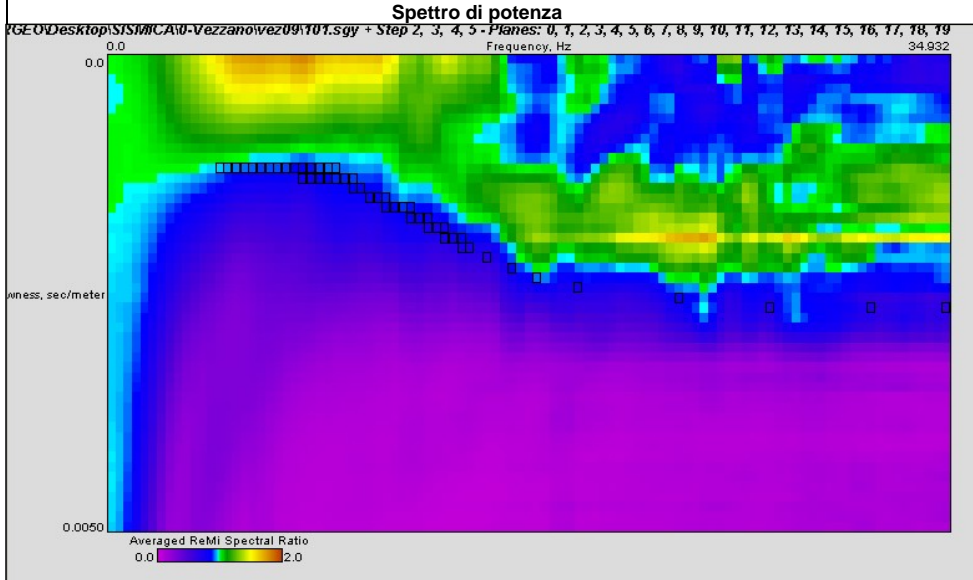 Spettro di potenza
GEO\Desktop\SISMICA\0-Vezzano\vez09\101.sgy + Step 2, 3, 4, 5 - Planes: 0, 1, 2, 3, 4, 5, 6, 7, 8, 9, 10, 11, 12, 13, 14, 15, 16, 17, 18, 19
0.0 Frequency, Hz 34.932
0.0
wness, sec/meter
0.0050
Averaged ReMi Spectral Ratio
0.0 2.0